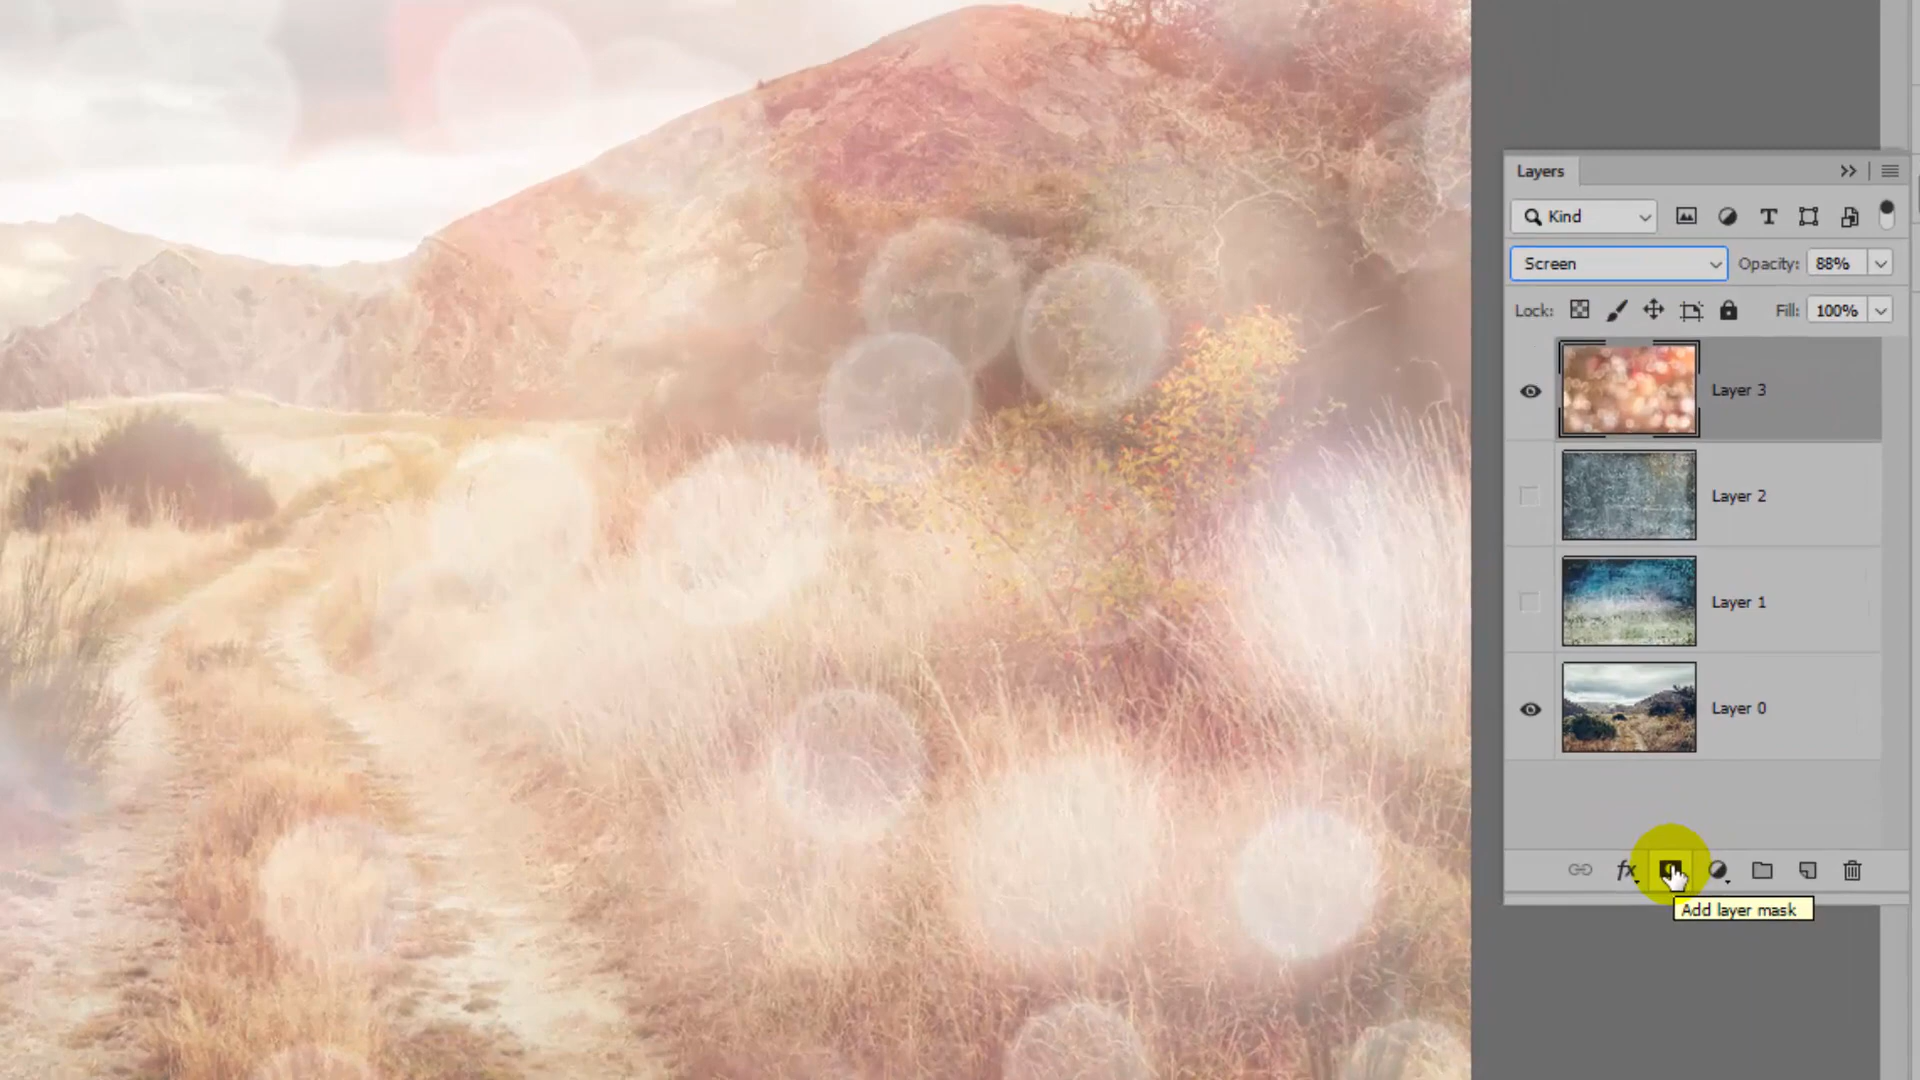 Layers
Kind
Screen Opacity: 88%
Lock: Fill: 100%
Layer 3
Layer 2
Layer 1
Layer 0
fx
Add layer mask